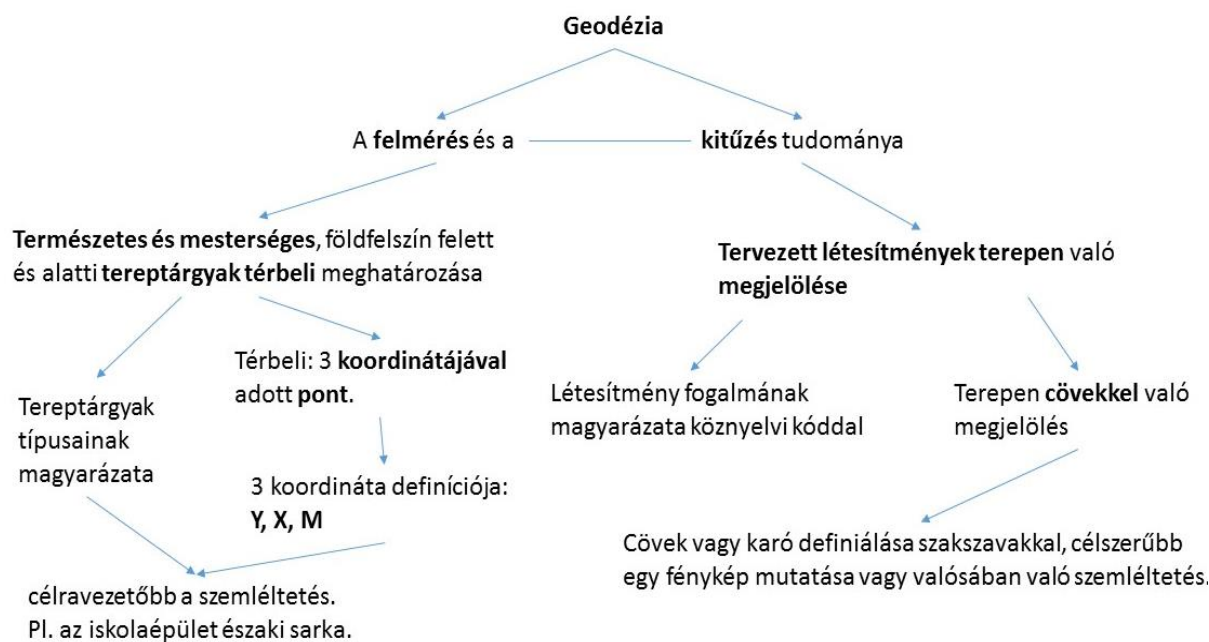 Geodézia
A felmérés és a
kitűzés tudománya
Természetes és mesterséges, földfelszín felett
és alatti tereptárgyak térbeli meghatározása
Tervezett létesítmények terepen való
megjelölése
Térbeli: 3 koordinátájával
adott pont.
Tereptárgyak
típusainak
magyarázata
Létesítmény fogalmának
magyarázata köznyelvi kóddal
Terepen cövekkel való
megjelölés
3 koordináta definíciója:
Y, X, M
Cövek vagy karó definiálása szakszavakkal, célszerűbb
egy fénykép mutatása vagy valósában való szemléltetés.
célravezetőbb a szemléltetés.
Pl. az iskolaépület északi sarka.